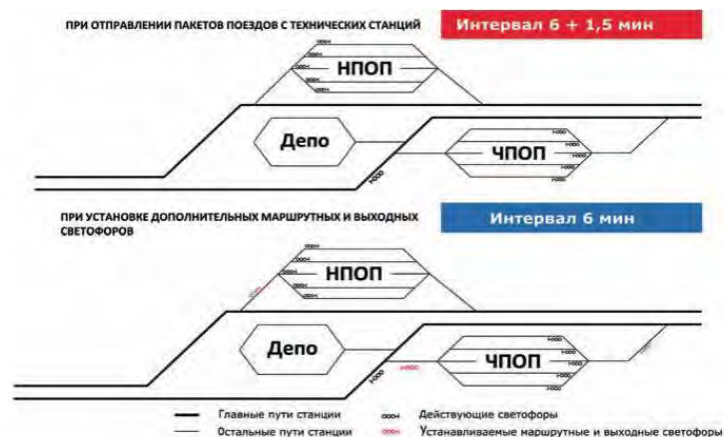 ПРИ ОТПРАВЛЕНИИ ПАКЕТОВ ПОЕЗДОВ С ТЕХНИЧЕСКИХ СТАНЦИЙ
Интервал 6 + 1,5 мин
НПОП
Депо
ЧПОП
ПРИ УСТАНОВКЕ ДОПОЛНИТЕЛЬНЫХ МАРШРУТНЫХ И ВЫХОДНЫХ
СВЕТОФОРОВ
Интервал 6 мин
НПОП
Депо
ЧПОП
Главные пути станции
Действующие светофоры
Остальные пути станции
Устанавливаемые маршрутные и выходные светофоры